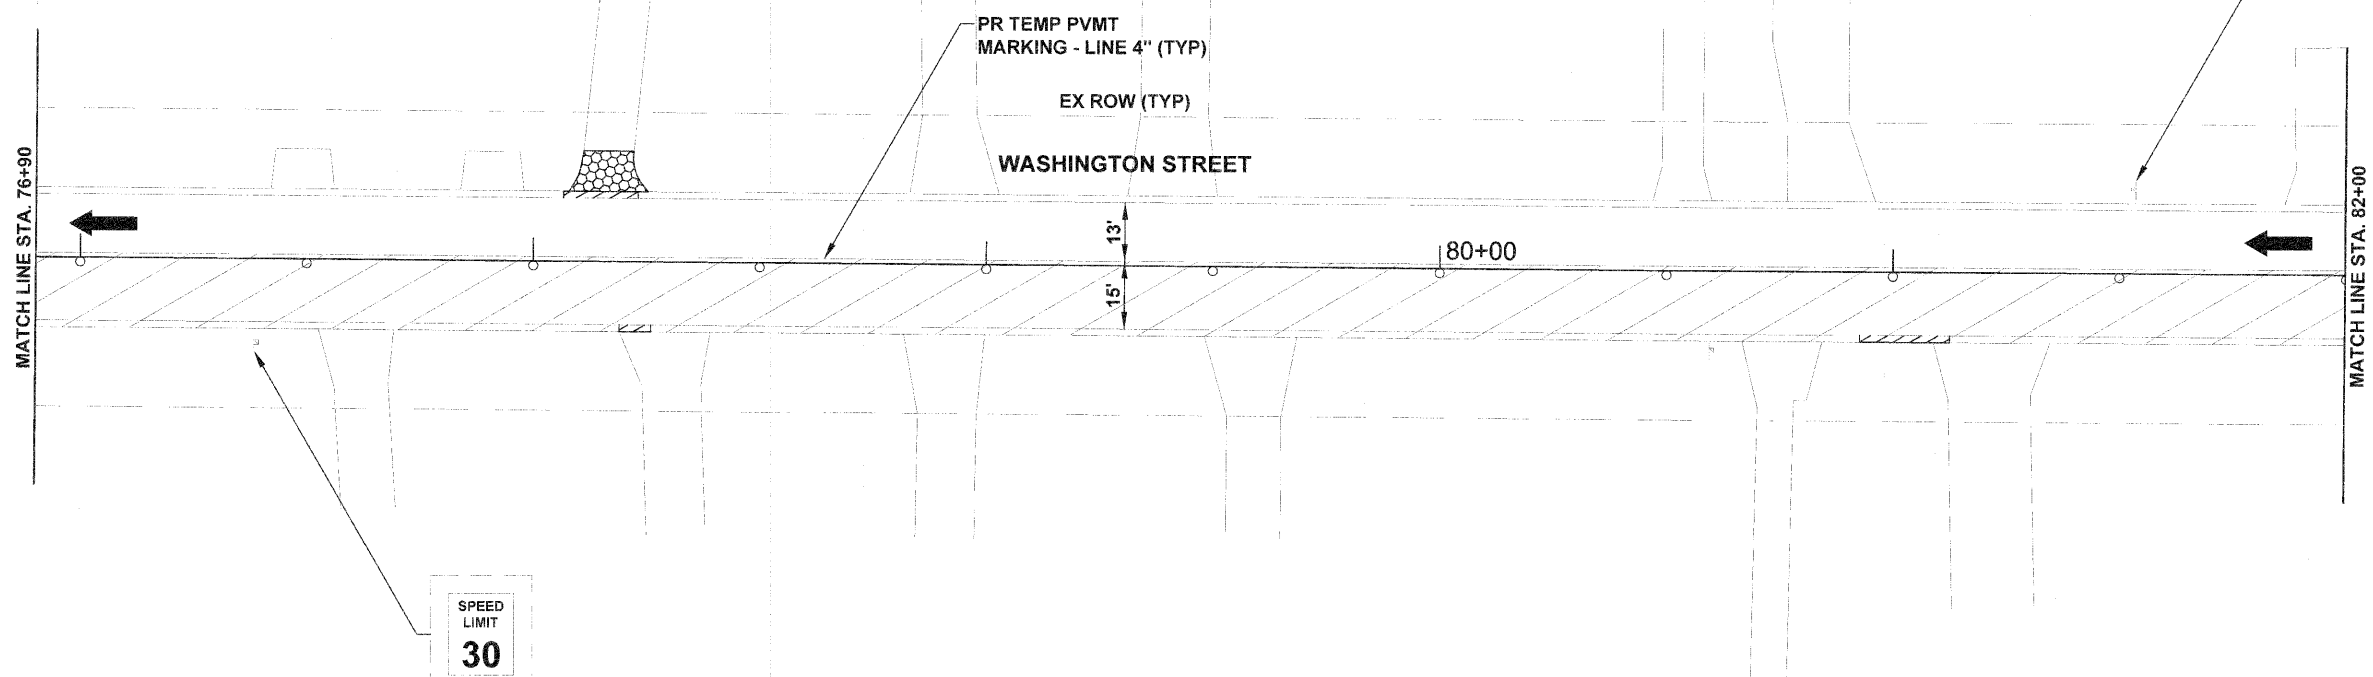 PR TEMP PVMT
MARKING - LINE 4" (TYP)
EX ROW (TYP)
WASHINGTON STREET
MATCH LINE STA. 76+90
13'
80+00
15'
MATCH LINE STA. 82+00
SPEED
LIMIT
30